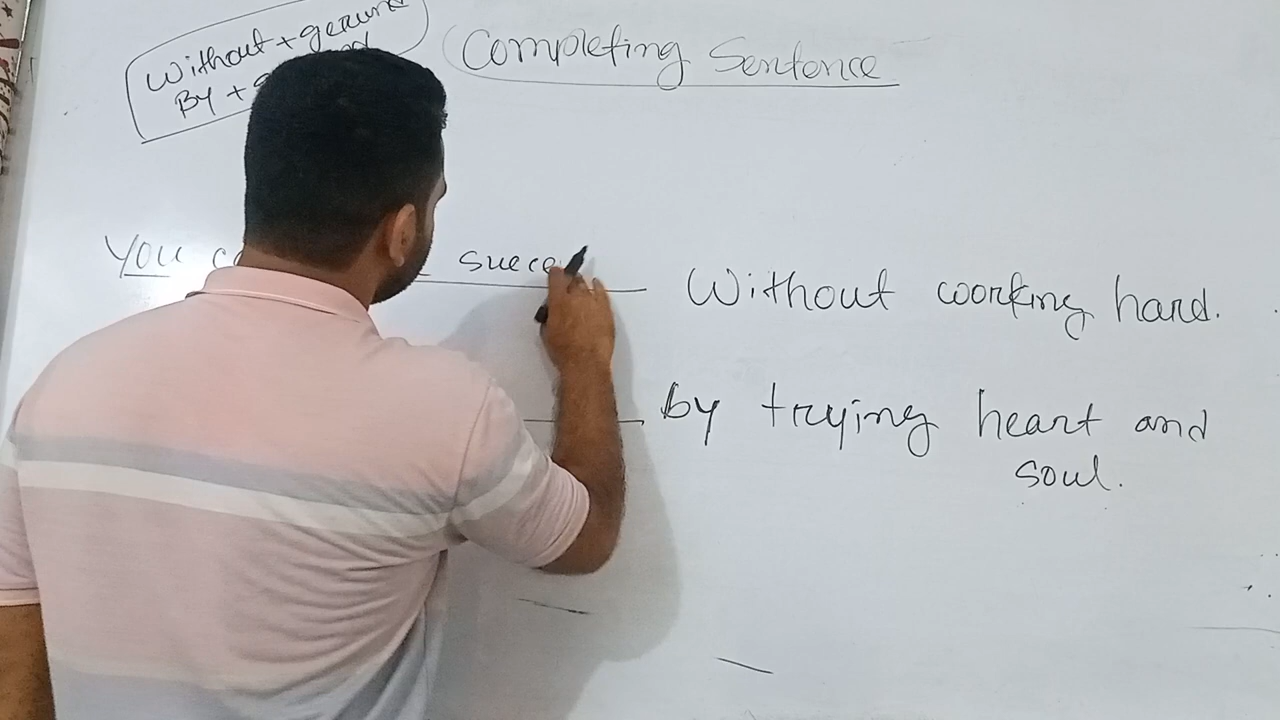 Without + gerund
By +
Completing Sentence
You
Without working hard.
by trying heart and
soul.